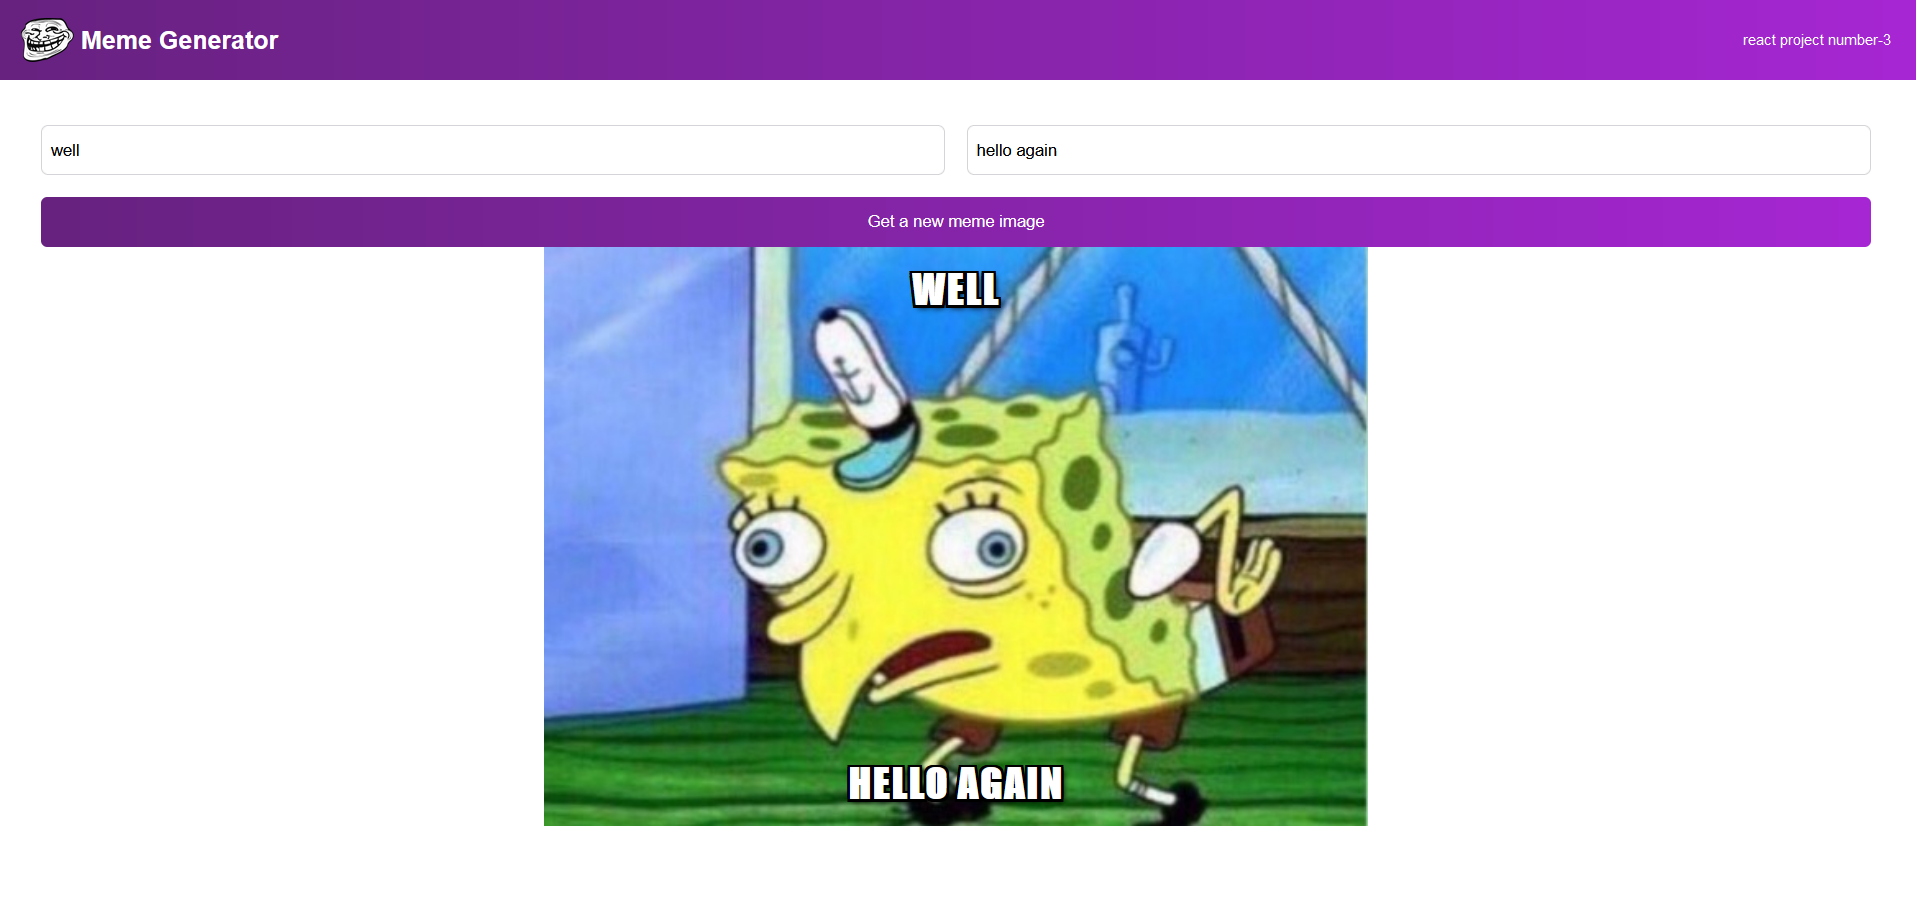 Meme Generator
react project number-3
well
hello again
Get a new meme image
WELL
HELLO AGAIN